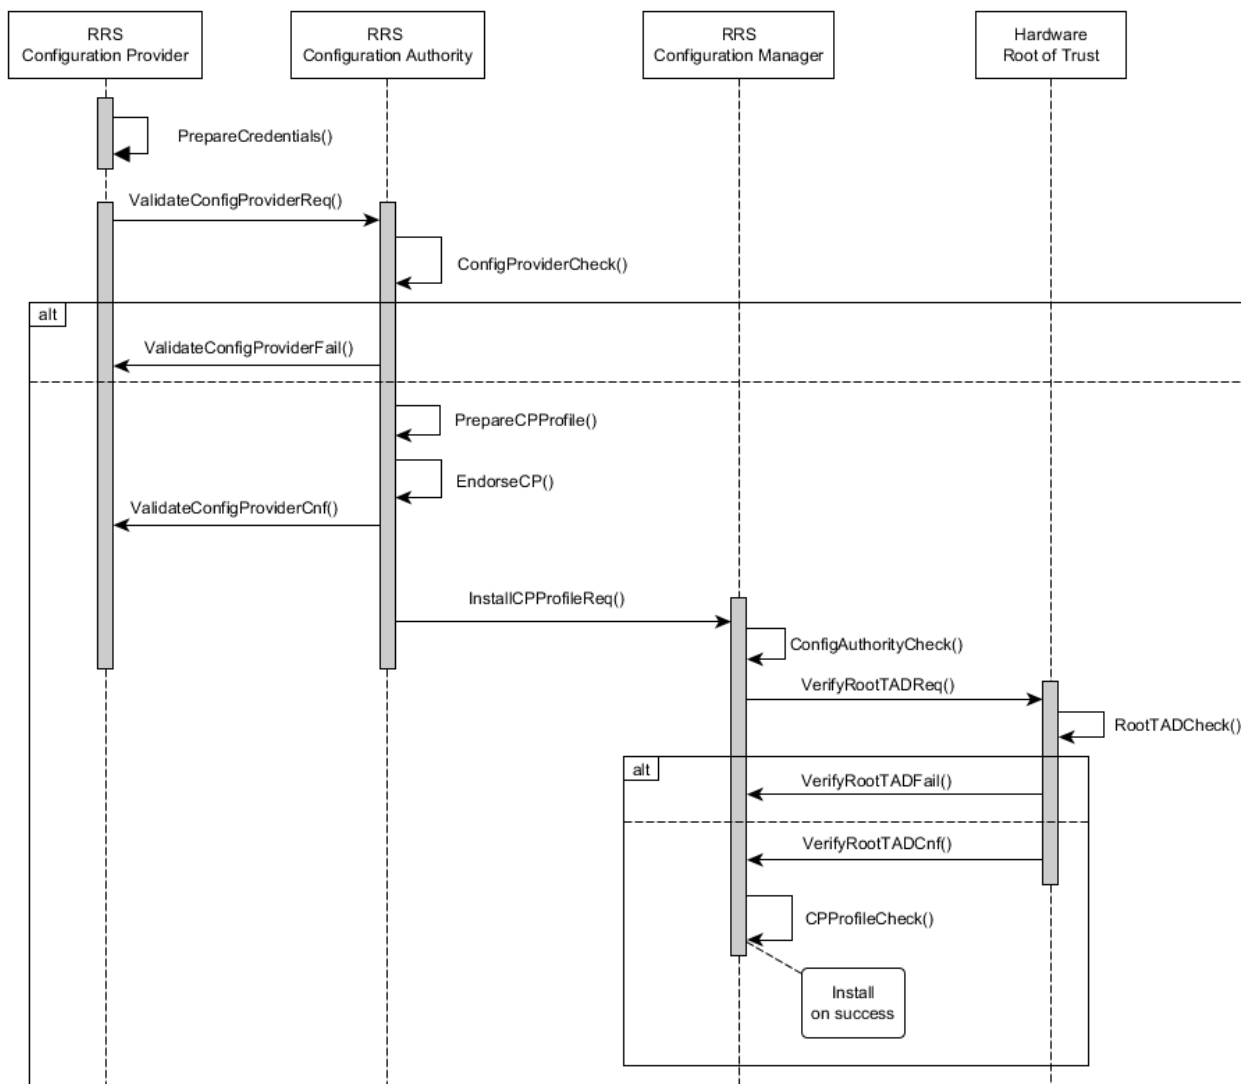 RRS
Configuration Provider
RRS
Configuration Authority
RRS
Configuration Manager
Hardware
Root of Trust
PrepareCredentials()
ValidateConfigProviderReq()
ConfigProviderCheck()
alt
ValidateConfigProviderFail()
PrepareCPProfile()
EndorseCP()
ValidateConfigProviderCnf()
InstallCPProfileReq()
ConfigAuthorityCheck()
VerifyRootTADReq()
RootTADCheck()
alt
VerifyRootTADFail()
VerifyRootTADCnf()
CPProfileCheck()
Install
on success